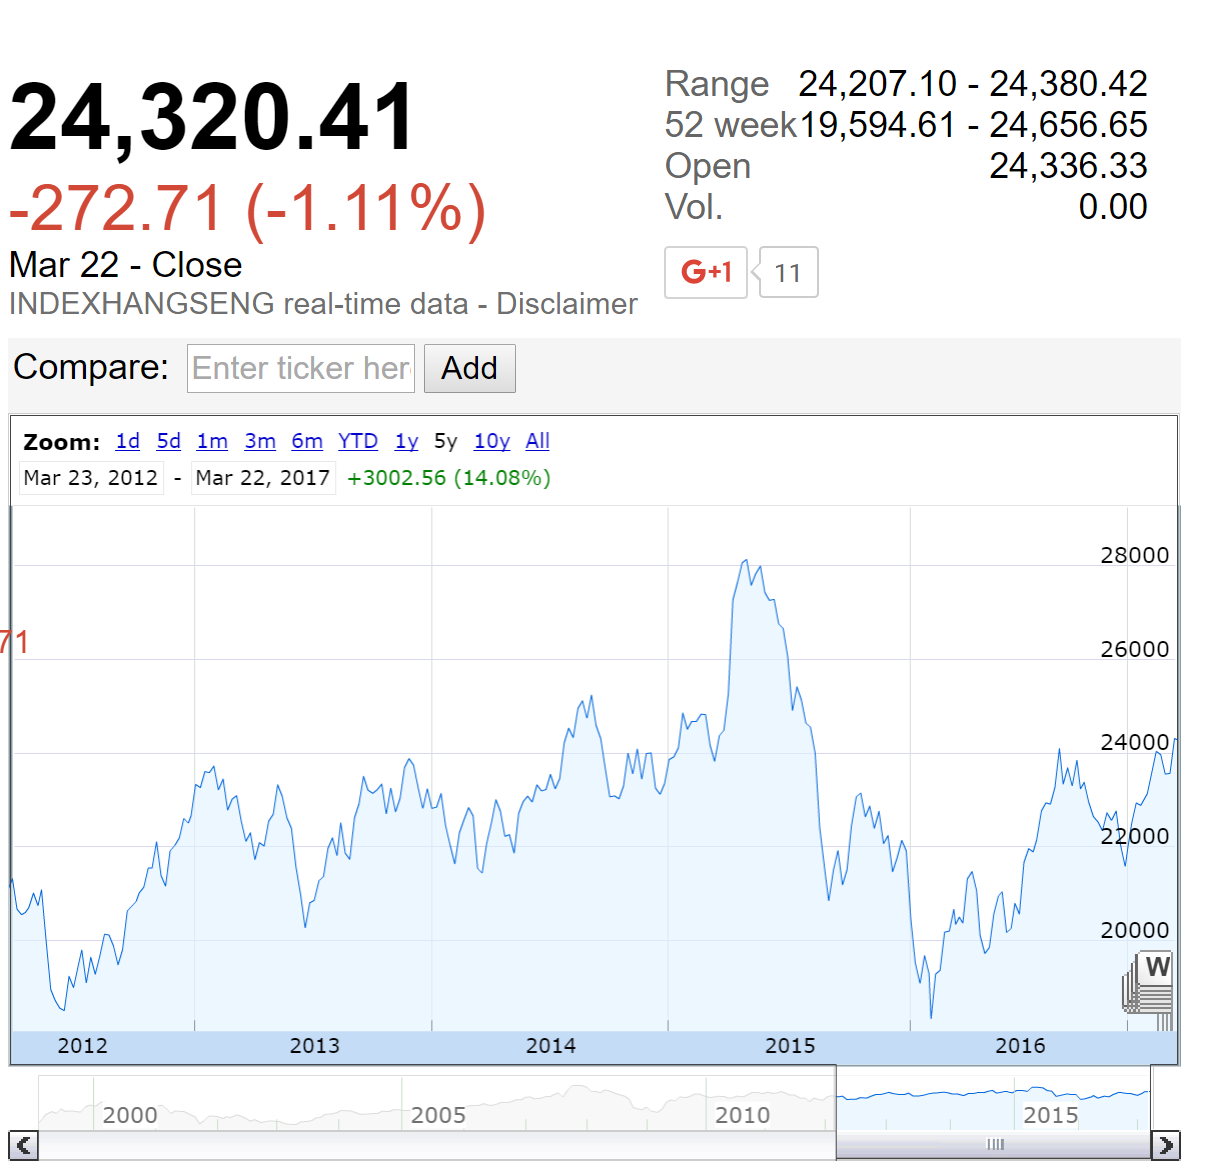 24,320.41
-272.71 (-1.11%)
Mar 22 - Close
INDEXHANGSENG real-time data - Disclaimer
Range 24,207.10 - 24,380.42
52 week 19,594.61 - 24,656.65
Open 24,336.33
Vol. 0.00
G+1 11
Compare: Enter ticker her Add
Zoom: 1d 5d 1m 3m 6m YTD 1y 5y 10y All
Mar 23, 2012 - Mar 22, 2017 +3002.56 (14.08%)
28000
71
26000
24000
22000
20000
W
2012 2013 2014 2015 2016
2000 2005 2010 2015